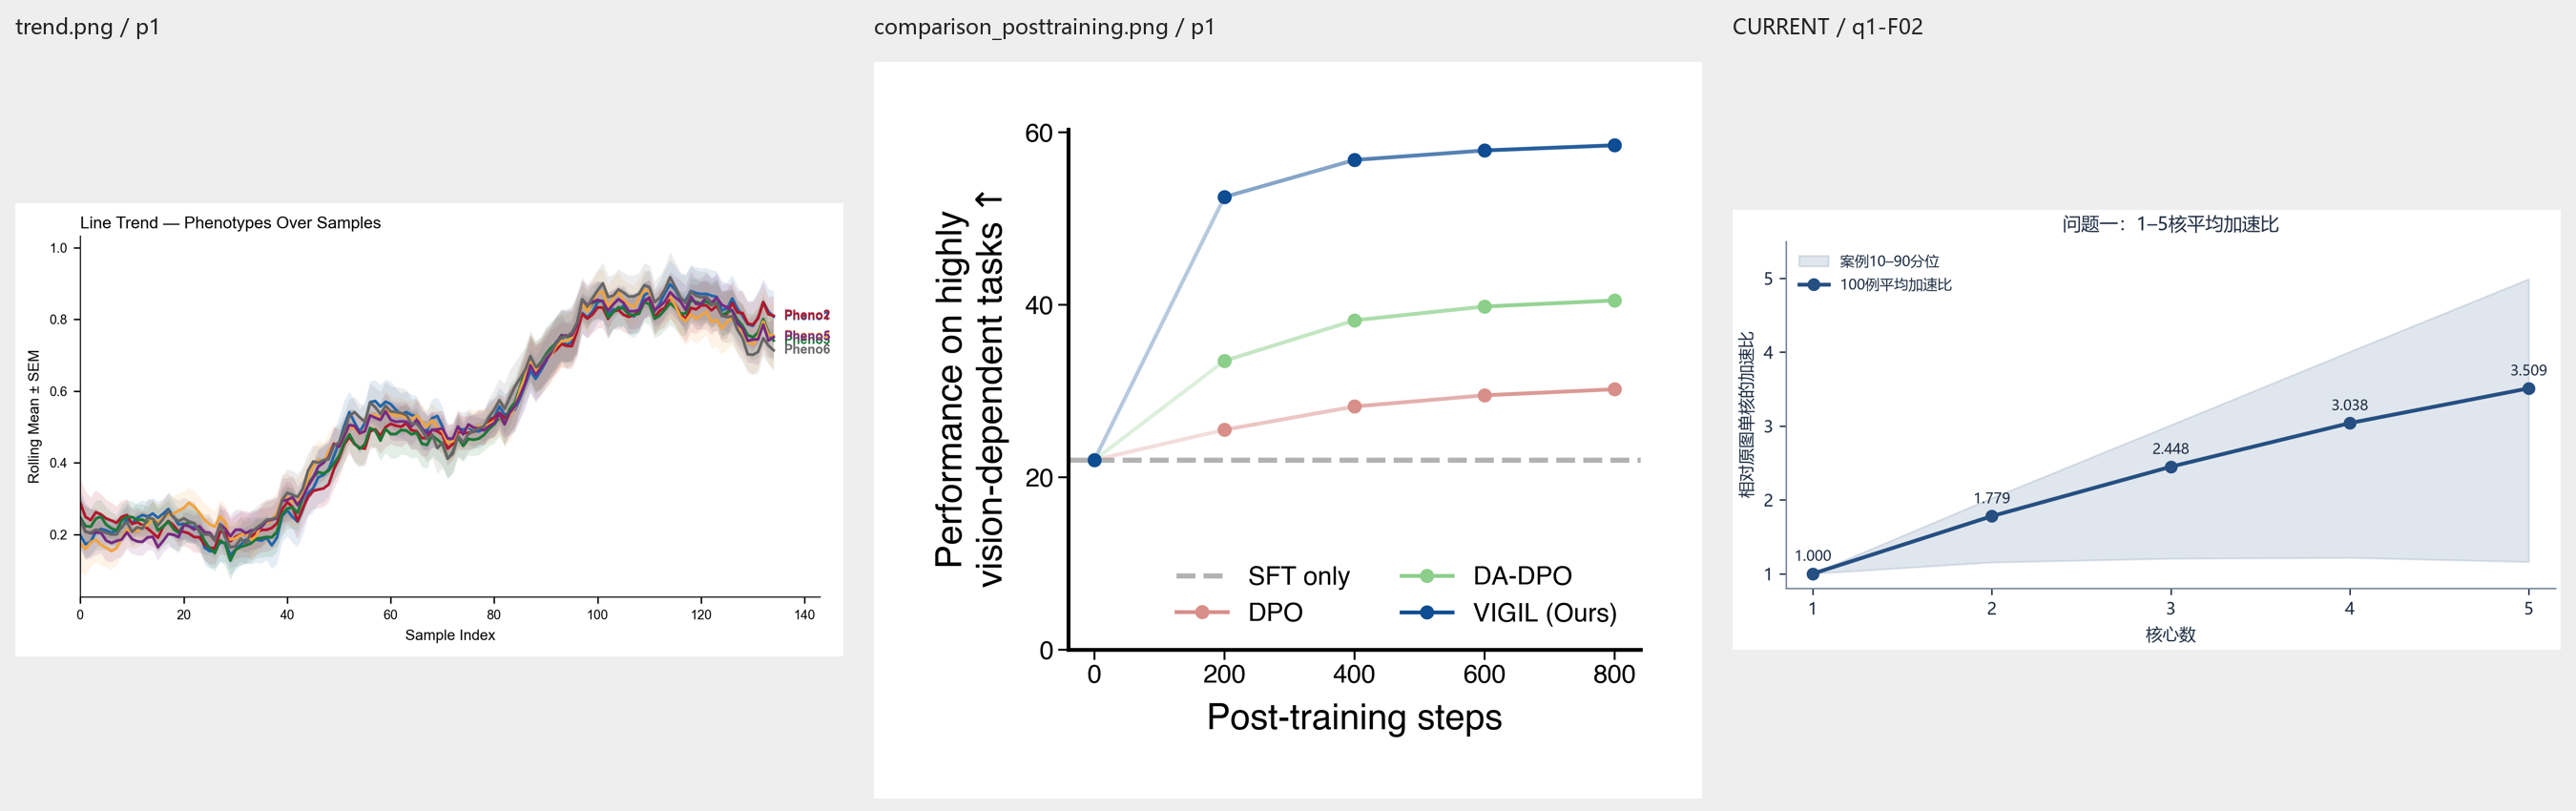 trend.png / p1
Line Trend — Phenotypes Over Samples
1.0
0.8
0.6
0.4
0.2
Rolling Mean ± SEM
Pheno2
Pheno6
0
20
40
60
80
100
120
140
Sample Index
comparison_posttraining.png / p1
60
40
20
0
Performance on highly
vision-dependent tasks ↑
SFT only
DPO
DA-DPO
VIGIL (Ours)
0
200
400
600
800
Post-training steps
CURRENT / q1-F02
问题一：1–5核平均加速比
案例10–90分位
100例平均加速比
5
4
3
2
1
相对原图单核的加速比
1.000
1.779
2.448
3.038
3.509
1
2
3
4
5
核心数